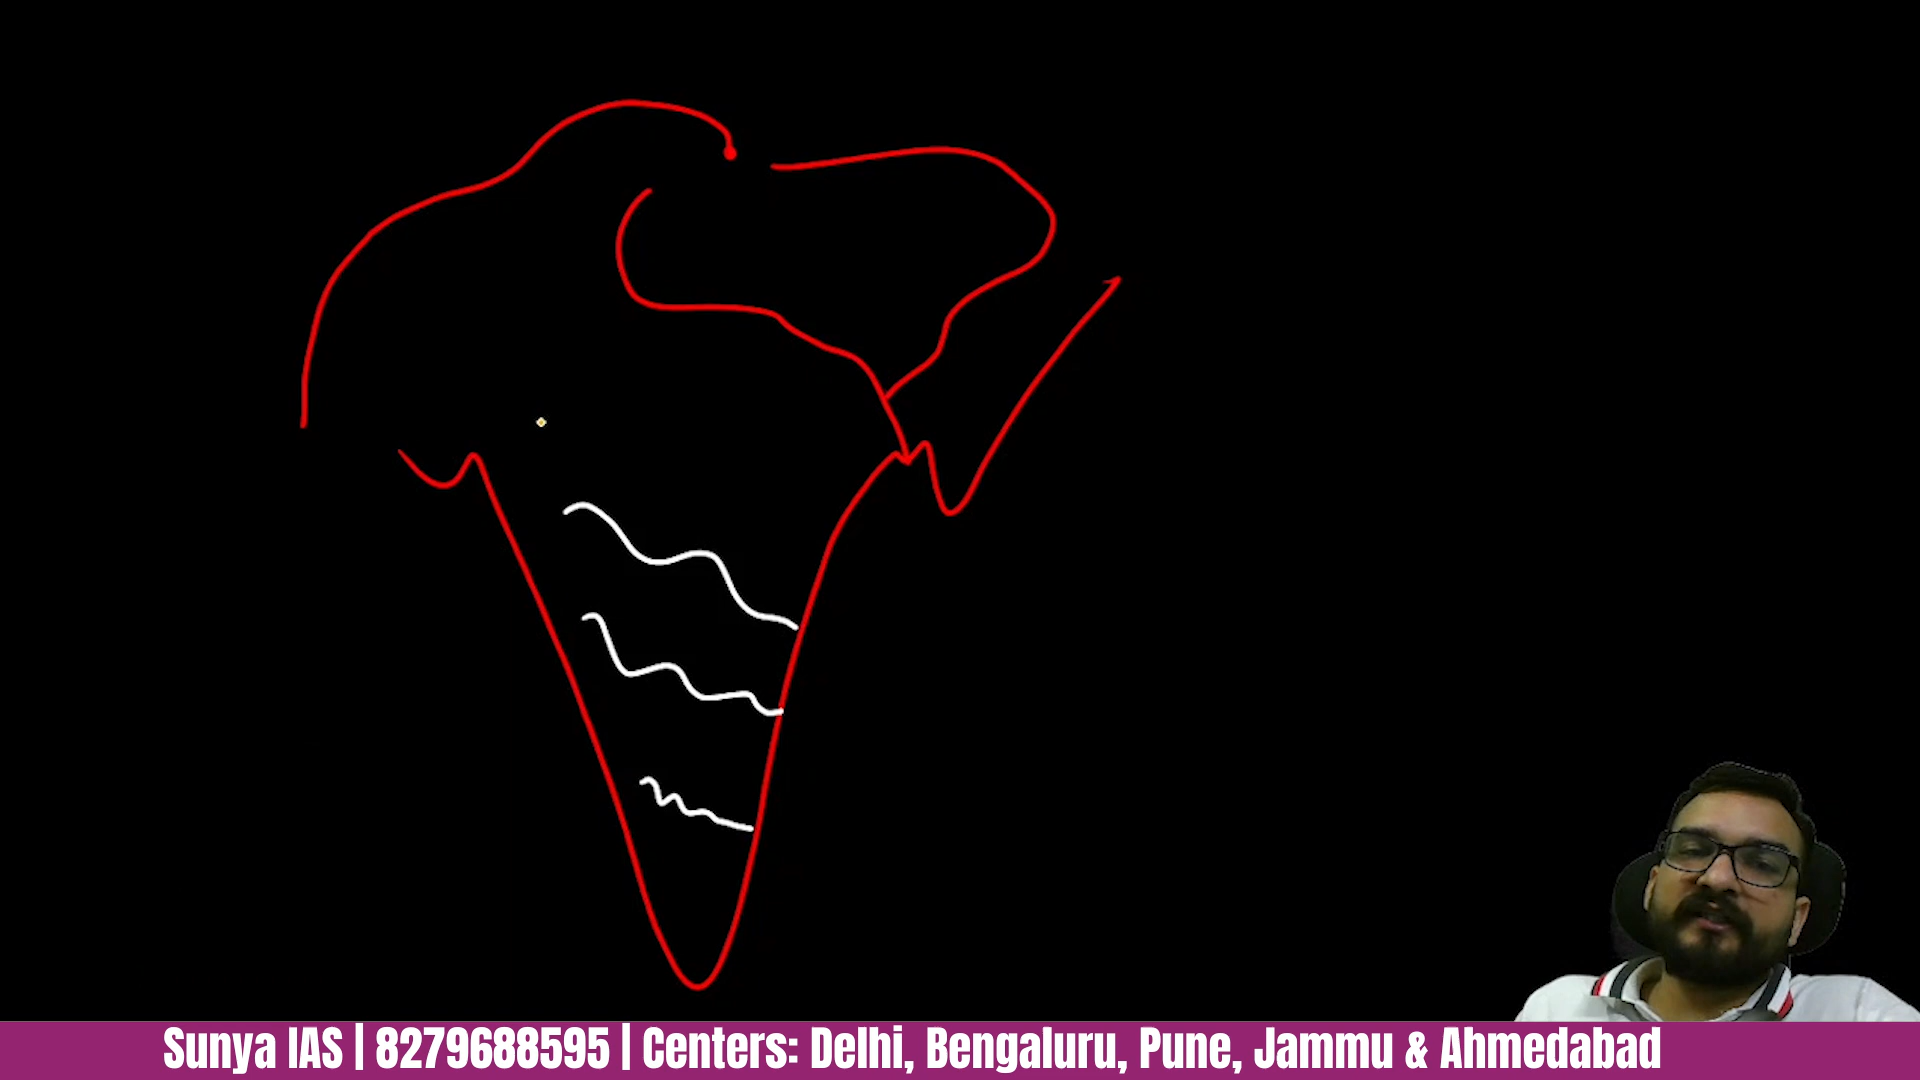 Sunya IAS | 8279688595 | Centers: Delhi, Bengaluru, Pune, Jammu & Ahmedabad